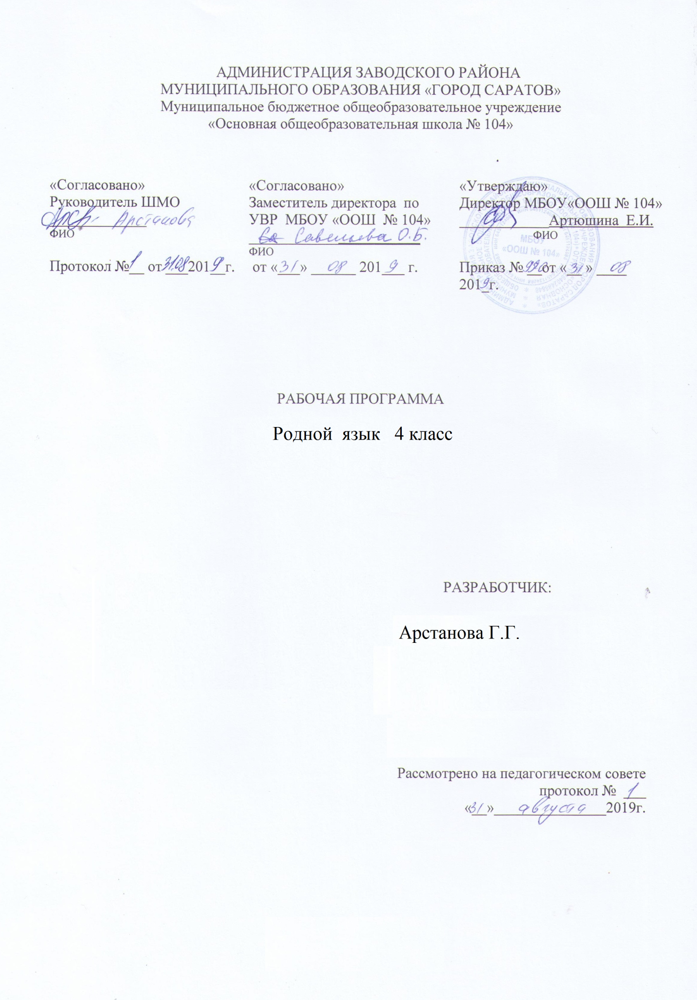 АДМИНИСТРАЦИЯ ЗАВОДСКОГО РАЙОНА
МУНИЦИПАЛЬНОГО ОБРАЗОВАНИЯ «ГОРОД САРАТОВ»
Муниципальное бюджетное общеобразовательное учреждение
«Основная общеобразовательная школа № 104»
«Согласовано»
Руководитель ШМО
Арстанова
ФИО
Протокол № 1 от 31.08 2019 г.
«Согласовано»
Заместитель директора по
УВР МБОУ «ООШ № 104»
Савельева О.Б.
ФИО
от «31» 08 2019 г.
«Утверждаю»
Директор МБОУ«ООШ № 104»
Артюшина Е.И.
ФИО
Приказ № от «31» 08
2019г.
МБОУ
«ООШ № 104»
РАБОЧАЯ ПРОГРАММА
Родной язык 4 класс
РАЗРАБОТЧИК:
Арстанова Г.Г.
Рассмотрено на педагогическом совете
протокол № 1
«31» августа 2019г.